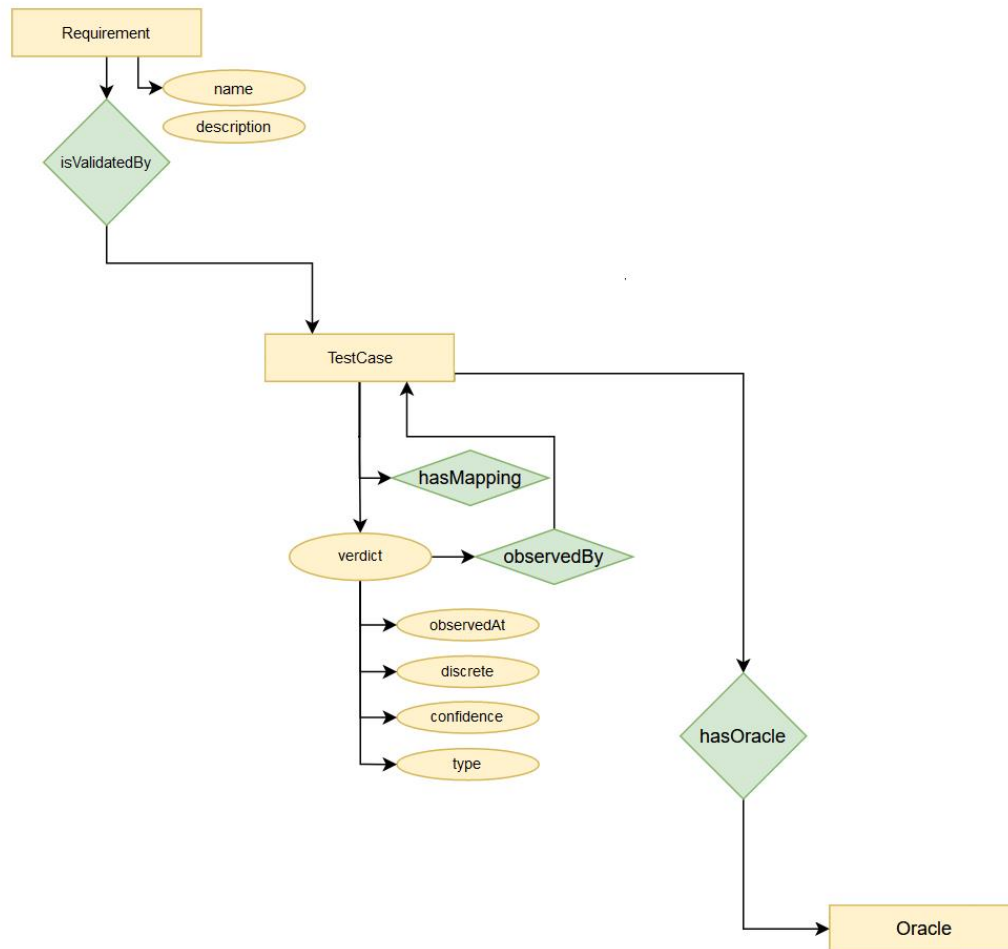 Requirement
name
description
isValidatedBy
TestCase
hasMapping
verdict
observedBy
observedAt
discrete
confidence
type
hasOracle
Oracle